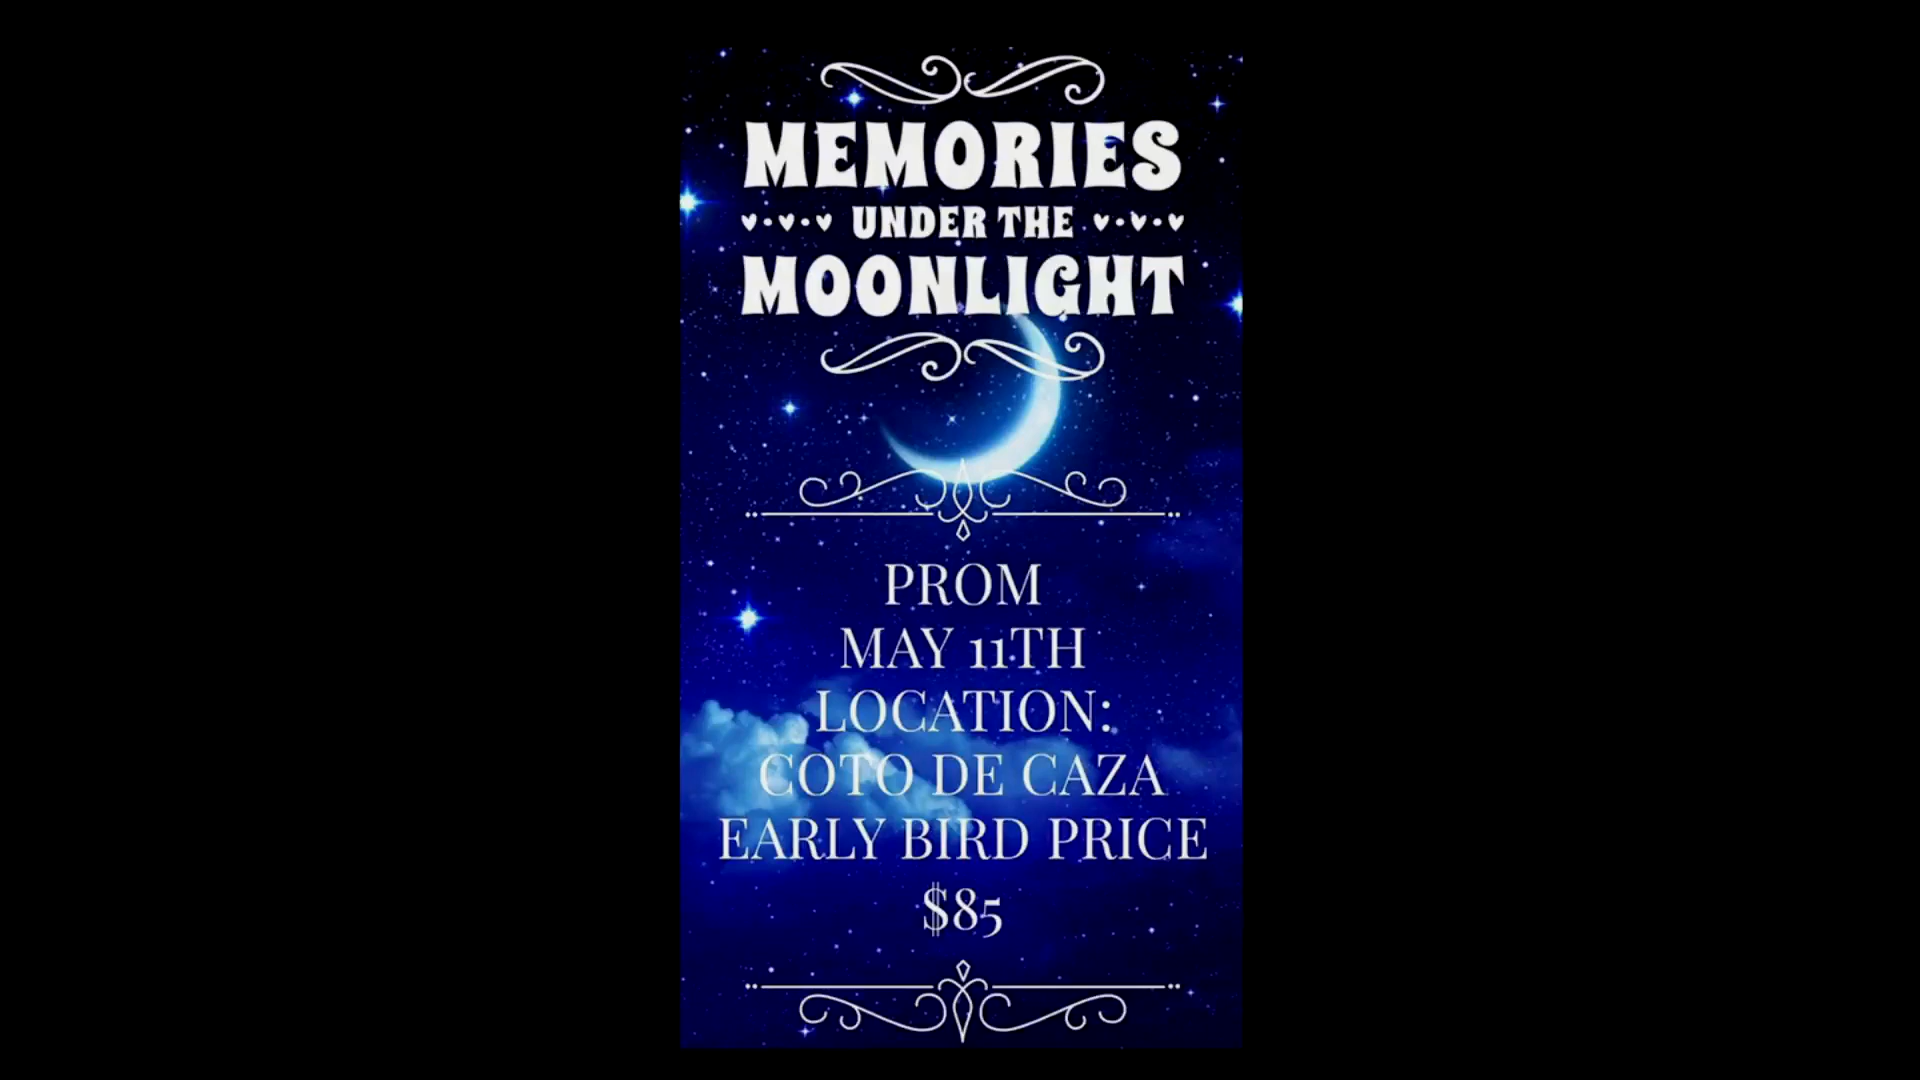 MEMORIES
UNDER THE
MOONLIGHT
PROM
MAY 11TH
LOCATION:
COTO DE CAZA
EARLY BIRD PRICE
$85